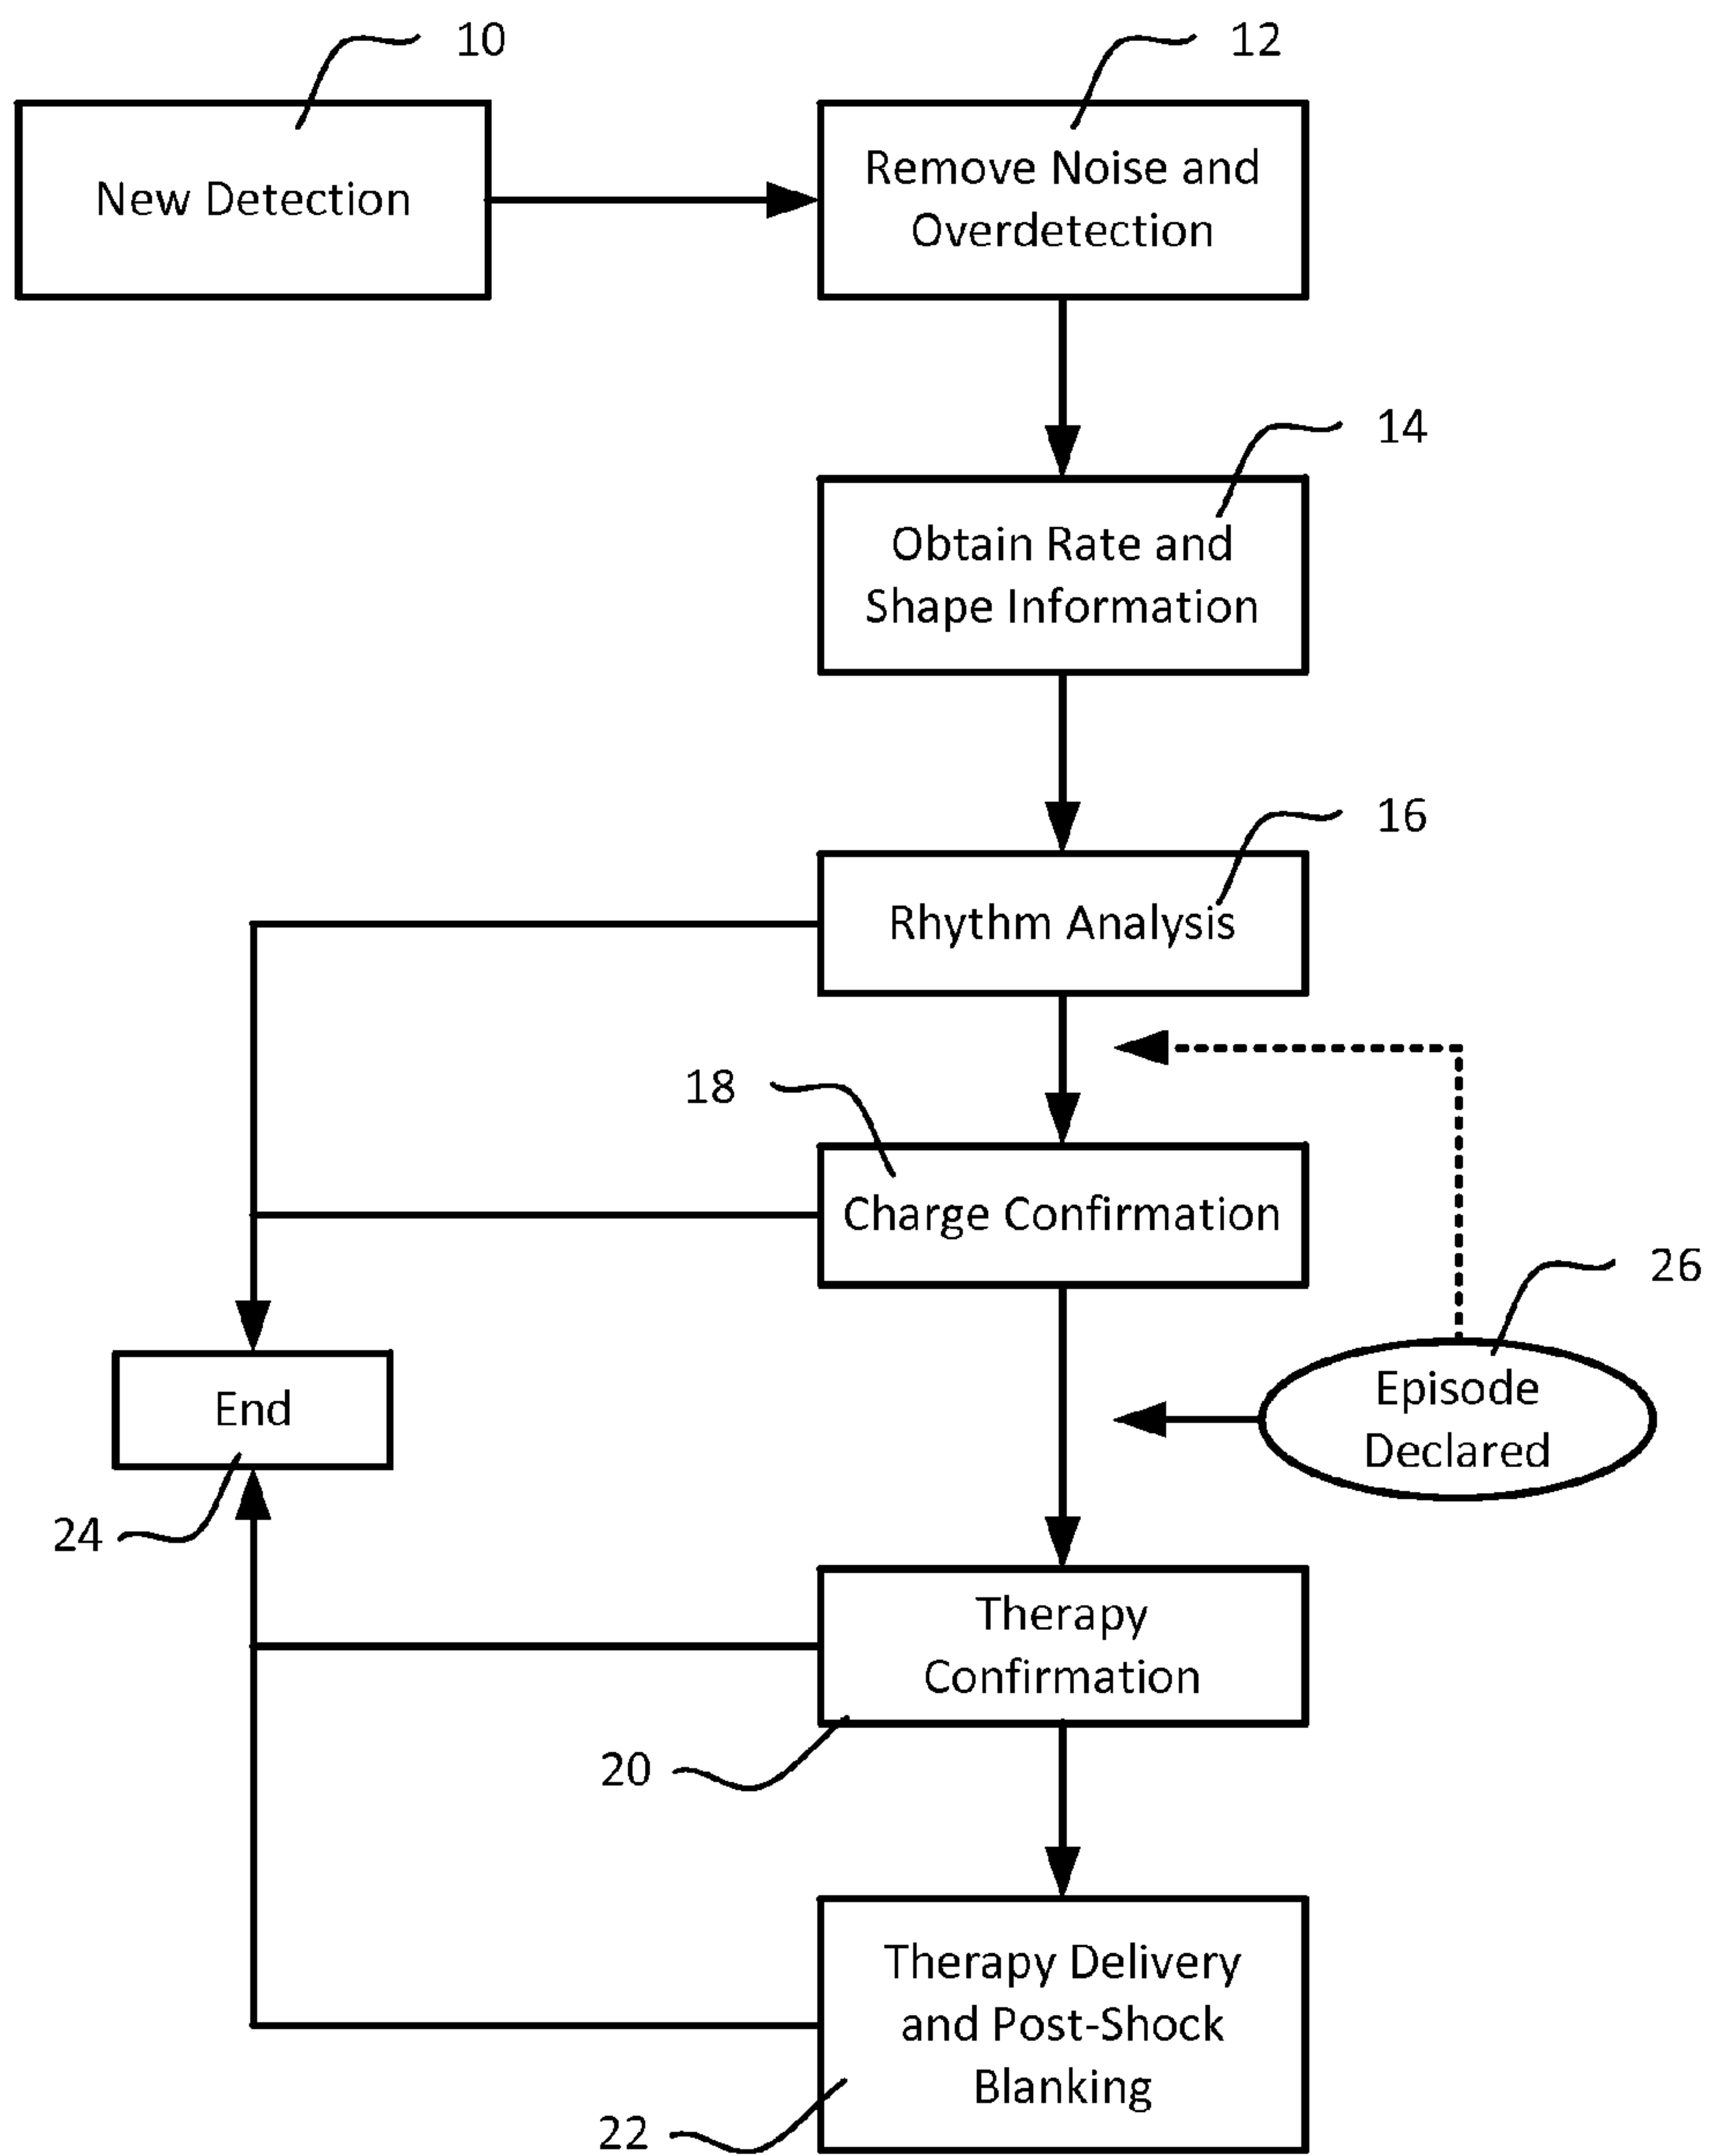 10
12
New Detection
Remove Noise and
Overdetection
14
Obtain Rate and
Shape Information
16
Rhythm Analysis
18
Charge Confirmation
26
Episode
Declared
End
24
Therapy
Confirmation
20
Therapy Delivery
and Post-Shock
Blanking
22